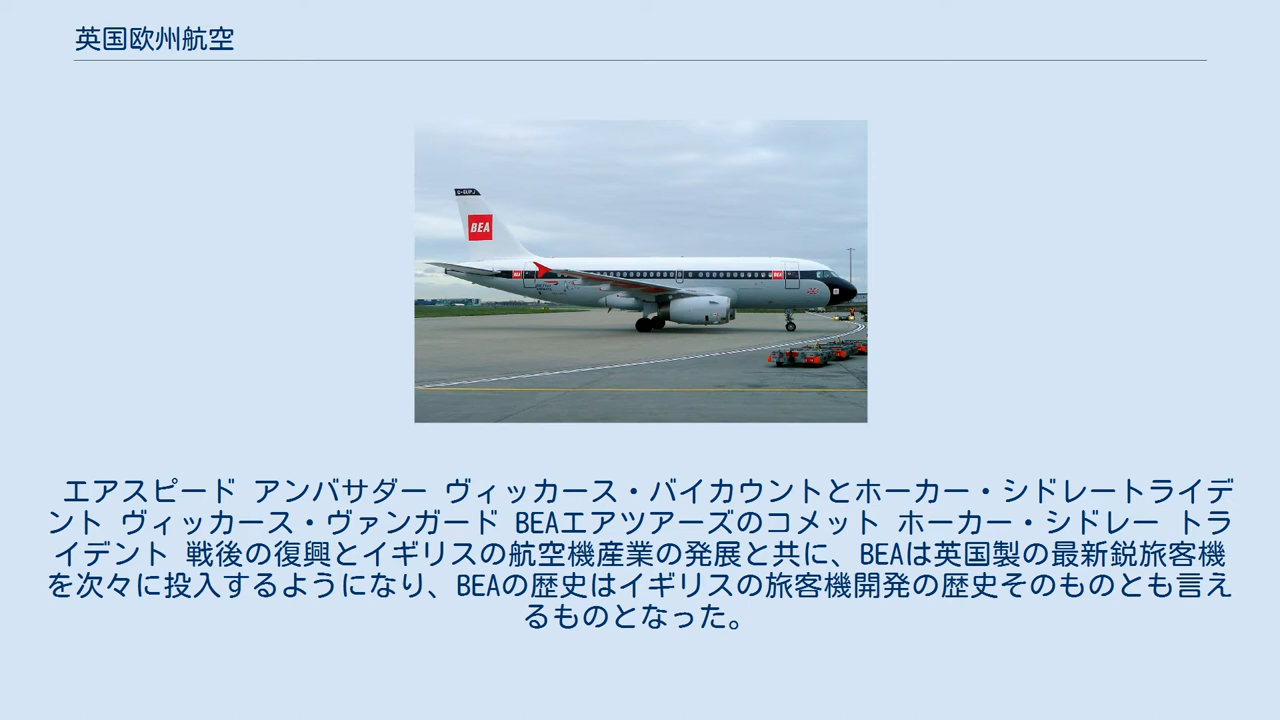 英国欧州航空
BEA
BEA
BEA
エアスピード アンバサダー ヴィッカース・バイカウントとホーカー・シドレートライデ
ント ヴィッカース・ヴァンガード BEAエアツアーズのコメット ホーカー・シドレー トラ
イデント 戦後の復興とイギリスの航空機産業の発展と共に、BEAは英国製の最新鋭旅客機
を次々に投入するようになり、BEAの歴史はイギリスの旅客機開発の歴史そのものとも言え
るものとなった。